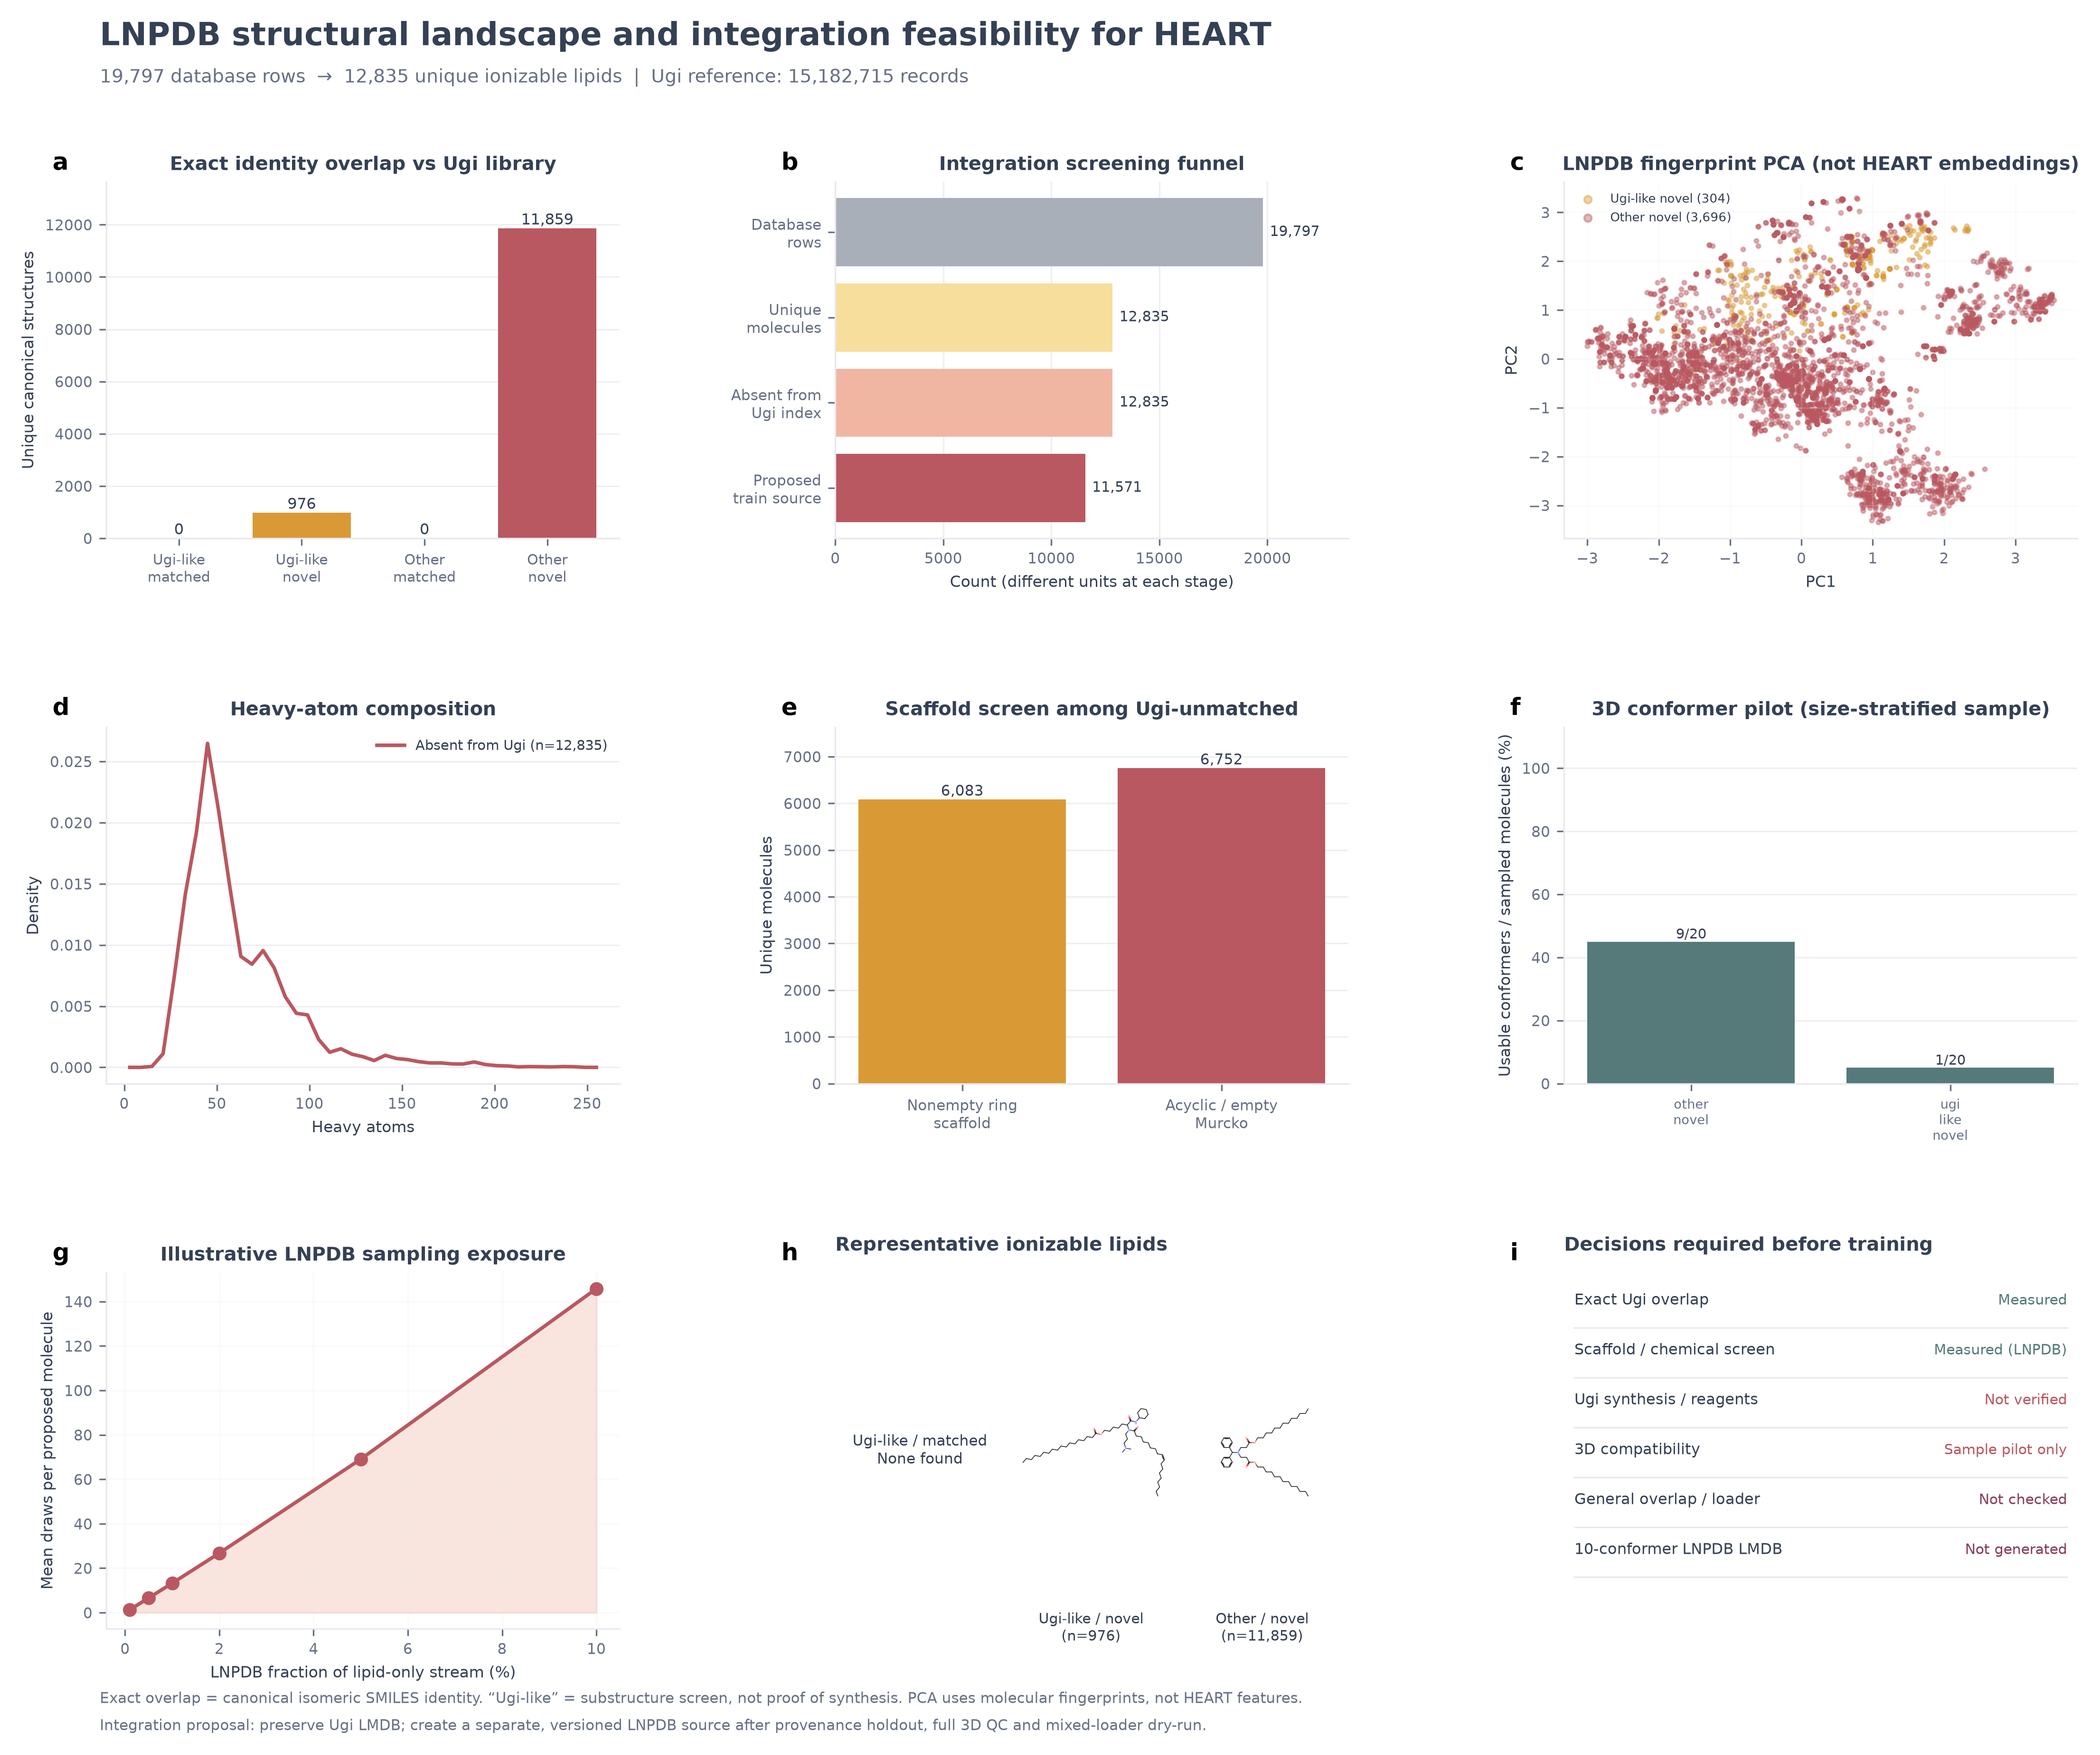 LNPDB structural landscape and integration feasibility for HEART
19,797 database rows → 12,835 unique ionizable lipids | Ugi reference: 15,182,715 records
a
Exact identity overlap vs Ugi library
Unique canonical structures
12000
10000
8000
6000
4000
2000
0
0
976
0
11,859
Ugi-like
matched
Ugi-like
novel
Other
matched
Other
novel
b
Integration screening funnel
Database
rows
Unique
molecules
Absent from
Ugi index
Proposed
train source
19,797
12,835
12,835
11,571
0
5000
10000
15000
20000
Count (different units at each stage)
c
LNPDB fingerprint PCA (not HEART embeddings)
Ugi-like novel (304)
Other novel (3,696)
PC2
3
2
1
0
−1
−2
−3
−3
−2
−1
0
1
2
3
PC1
d
Heavy-atom composition
Absent from Ugi (n=12,835)
Density
0.025
0.020
0.015
0.010
0.005
0.000
0
50
100
150
200
250
Heavy atoms
e
Scaffold screen among Ugi-unmatched
Unique molecules
7000
6000
5000
4000
3000
2000
1000
0
6,083
6,752
Nonempty ring
scaffold
Acyclic / empty
Murcko
f
3D conformer pilot (size-stratified sample)
Usable conformers / sampled molecules (%)
100
80
60
40
20
0
9/20
1/20
other
novel
ugi
like
novel
g
Illustrative LNPDB sampling exposure
Mean draws per proposed molecule
140
120
100
80
60
40
20
0
0
2
4
6
8
10
LNPDB fraction of lipid-only stream (%)
h
Representative ionizable lipids
Ugi-like / matched
None found
Ugi-like / novel
(n=976)
Other / novel
(n=11,859)
i
Decisions required before training
Exact Ugi overlap Measured
Scaffold / chemical screen Measured (LNPDB)
Ugi synthesis / reagents Not verified
3D compatibility Sample pilot only
General overlap / loader Not checked
10-conformer LNPDB LMDB Not generated
Exact overlap = canonical isomeric SMILES identity. “Ugi-like” = substructure screen, not proof of synthesis. PCA uses molecular fingerprints, not HEART features.
Integration proposal: preserve Ugi LMDB; create a separate, versioned LNPDB source after provenance holdout, full 3D QC and mixed-loader dry-run.